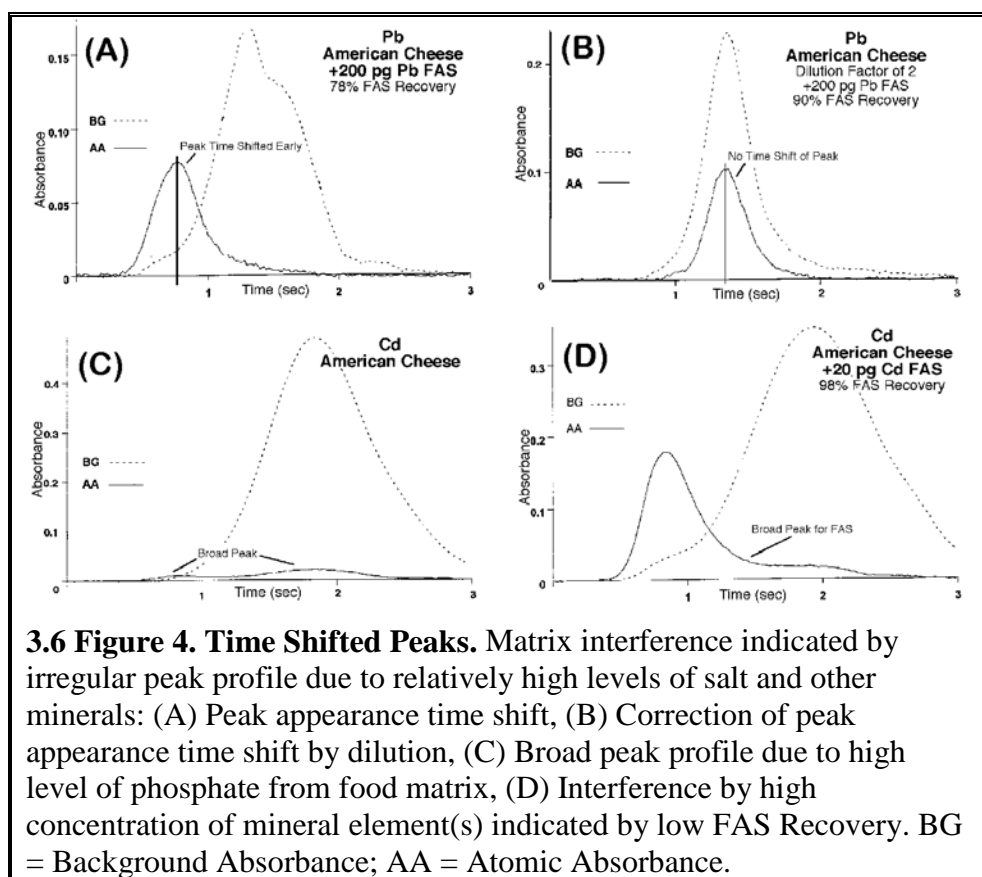 (A)
Pb
American Cheese
+200 pg Pb FAS
78% FAS Recovery
0.15
0.10
0.05
0
Absorbance
BG
AA
Peak Time Shifted Early
1
2
3
Time (sec)
(B)
Pb
American Cheese
Dilution Factor of 2
+200 pg Pb FAS
90% FAS Recovery
0.2
0.1
0
Absorbance
BG
AA
No Time Shift of Peak
1
2
3
Time (sec)
(C)
Cd
American Cheese
0.4
0.3
0.2
0.1
0
Absorbance
BG
AA
Broad Peak
1
2
3
Time (sec)
(D)
Cd
American Cheese
+20 pg Cd FAS
98% FAS Recovery
0.3
0.2
0.1
0
Absorbance
BG
AA
Broad Peak for FAS
1
2
3
Time (sec)
3.6 Figure 4. Time Shifted Peaks. Matrix interference indicated by
irregular peak profile due to relatively high levels of salt and other
minerals: (A) Peak appearance time shift, (B) Correction of peak
appearance time shift by dilution, (C) Broad peak profile due to high
level of phosphate from food matrix, (D) Interference by high
concentration of mineral element(s) indicated by low FAS Recovery. BG
= Background Absorbance; AA = Atomic Absorbance.